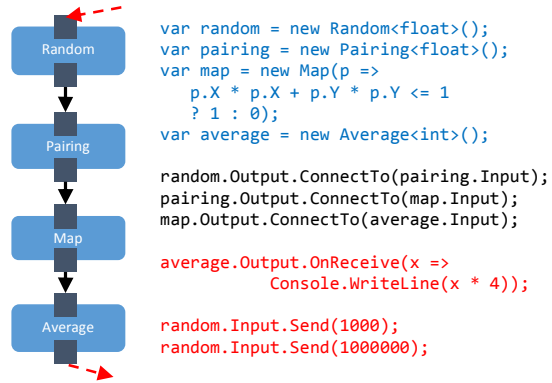 Random
Pairing
Map
Average
var random = new Random<float>();
var pairing = new Pairing<float>();
var map = new Map(p =>
p.X * p.X + p.Y * p.Y <= 1
? 1 : 0);
var average = new Average<int>();
random.Output.ConnectTo(pairing.Input);
pairing.Output.ConnectTo(map.Input);
map.Output.ConnectTo(average.Input);
average.Output.OnReceive(x =>
Console.WriteLine(x * 4));
random.Input.Send(1000);
random.Input.Send(1000000);